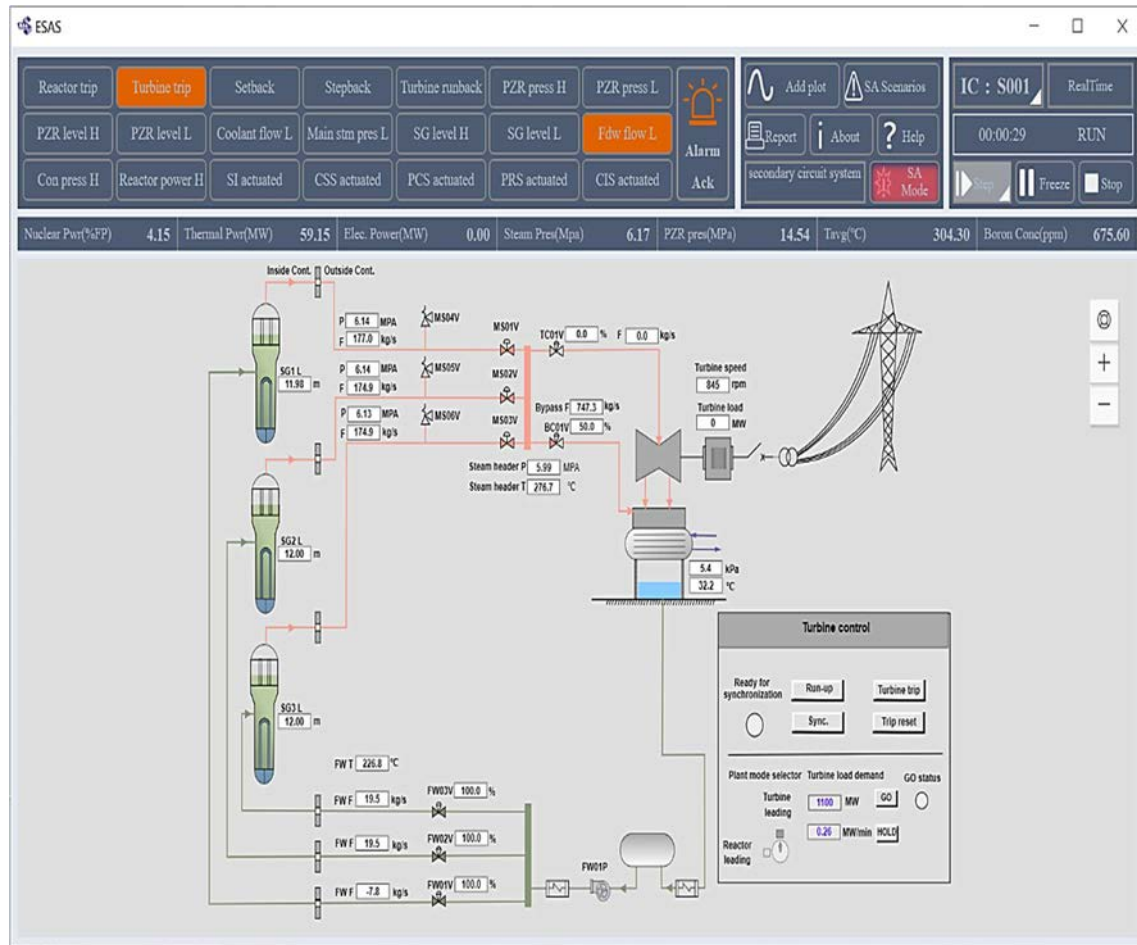 ESAS
Reactor trip Turbine trip Setback Stepback Turbine runback PZR press H PZR press L
PZR level H PZR level L Coolant flow L Main stm pres L SG level H SG level L Fdw flow L
Con press H Reactor power H SI actuated CSS actuated PCS actuated PRS actuated CIS actuated
Alarm
Ack
Add plot SA Scenarios
Report About Help
secondary circuit system SA
Mode
IC : S001 RealTime
00:00:29 RUN
Step Freeze Stop
Nuclear Pwr(%FP) 4.15 Thermal Pwr(MW) 59.15 Elec. Power(MW) 0.00 Steam Pres(Mpa) 6.17 PZR pres(MPa) 14.54 Tavg(℃) 304.30 Boron Conc(ppm) 675.60
Inside Cont. Outside Cont.
P 6.14 MPA MS04V
F 177.0 kg/s
MS01V TC01V 0.0 % F 0.0 kg/s
SG1 L
11.98 m
P 6.14 MPA MS05V
F 174.9 kg/s
MS02V
Turbine speed
845 rpm
Turbine load
0 MW
P 6.13 MPA MS06V
F 174.9 kg/s
MS03V
Bypass F 747.3 kg/s
BC01V 50.0 %
Steam header P 5.99 MPA
Steam header T 276.7 ℃
SG2 L
12.00 m
5.4 kPa
32.2 ℃
SG3 L
12.00 m
FW T 226.8 ℃
FW F 19.5 kg/s FW03V 100.0 %
FW F 19.5 kg/s FW02V 100.0 %
FW F -7.8 kg/s FW01V 100.0 %
FW01P
Turbine control
Ready for
synchronization
Run-up Turbine trip
Sync. Trip reset
Plant mode selector Turbine load demand GO status
Turbine
leading
1100 MW GO
0.26 MW/min HOLD
Reactor
leading